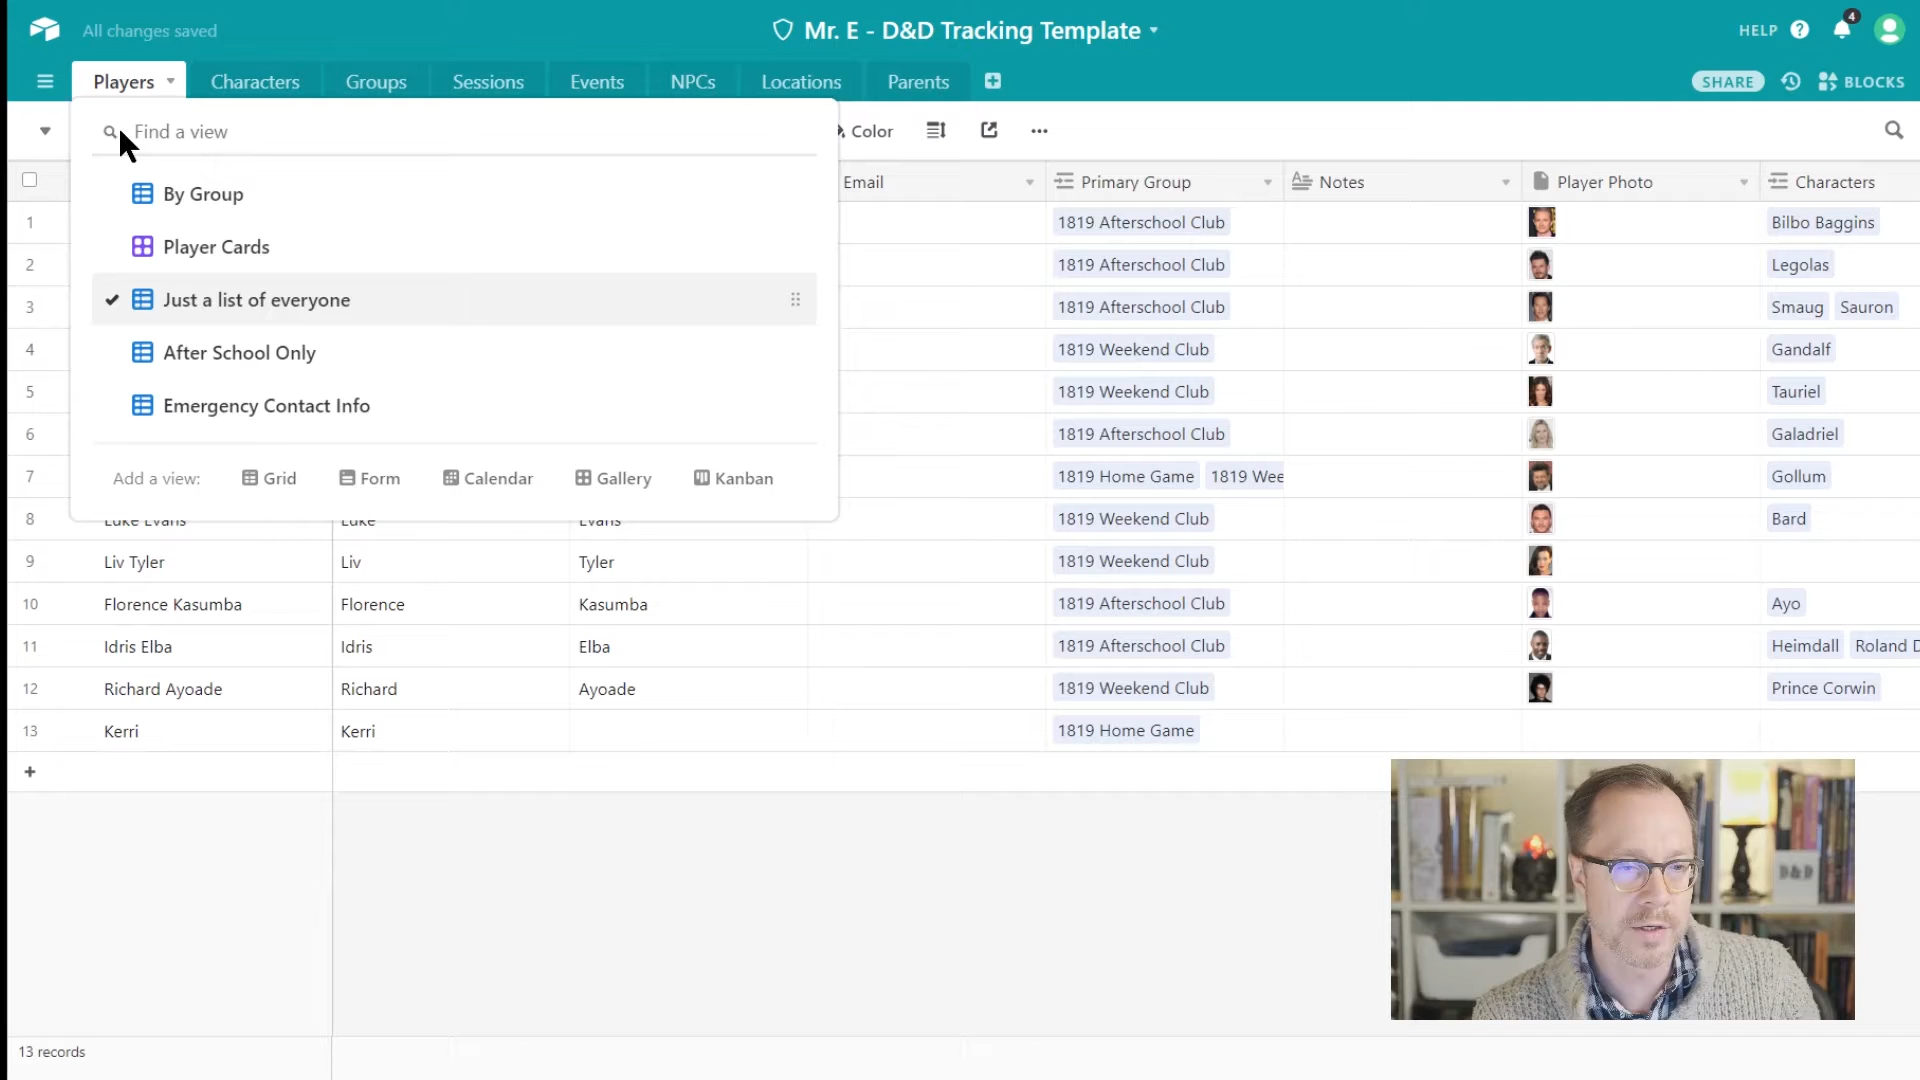 All changes saved
Mr. E - D&D Tracking Template
HELP
4
Players
Characters
Groups
Sessions
Events
NPCs
Locations
Parents
SHARE
BLOCKS
Find a view
Color
By Group
Player Cards
Just a list of everyone
After School Only
Emergency Contact Info
Add a view:
Grid
Form
Calendar
Gallery
Kanban
Email
Primary Group
Notes
Player Photo
Characters
1 1819 Afterschool Club Bilbo Baggins
2 1819 Afterschool Club Legolas
3 1819 Afterschool Club Smaug Sauron
4 1819 Weekend Club Gandalf
5 1819 Weekend Club Tauriel
6 1819 Afterschool Club Galadriel
7 1819 Home Game 1819 Wee Gollum
8 Luke Evans Luke Evans 1819 Weekend Club Bard
9 Liv Tyler Liv Tyler 1819 Weekend Club
10 Florence Kasumba Florence Kasumba 1819 Afterschool Club Ayo
11 Idris Elba Idris Elba 1819 Afterschool Club Heimdall Roland D
12 Richard Ayoade Richard Ayoade 1819 Weekend Club Prince Corwin
13 Kerri Kerri 1819 Home Game
+
D&D
13 records